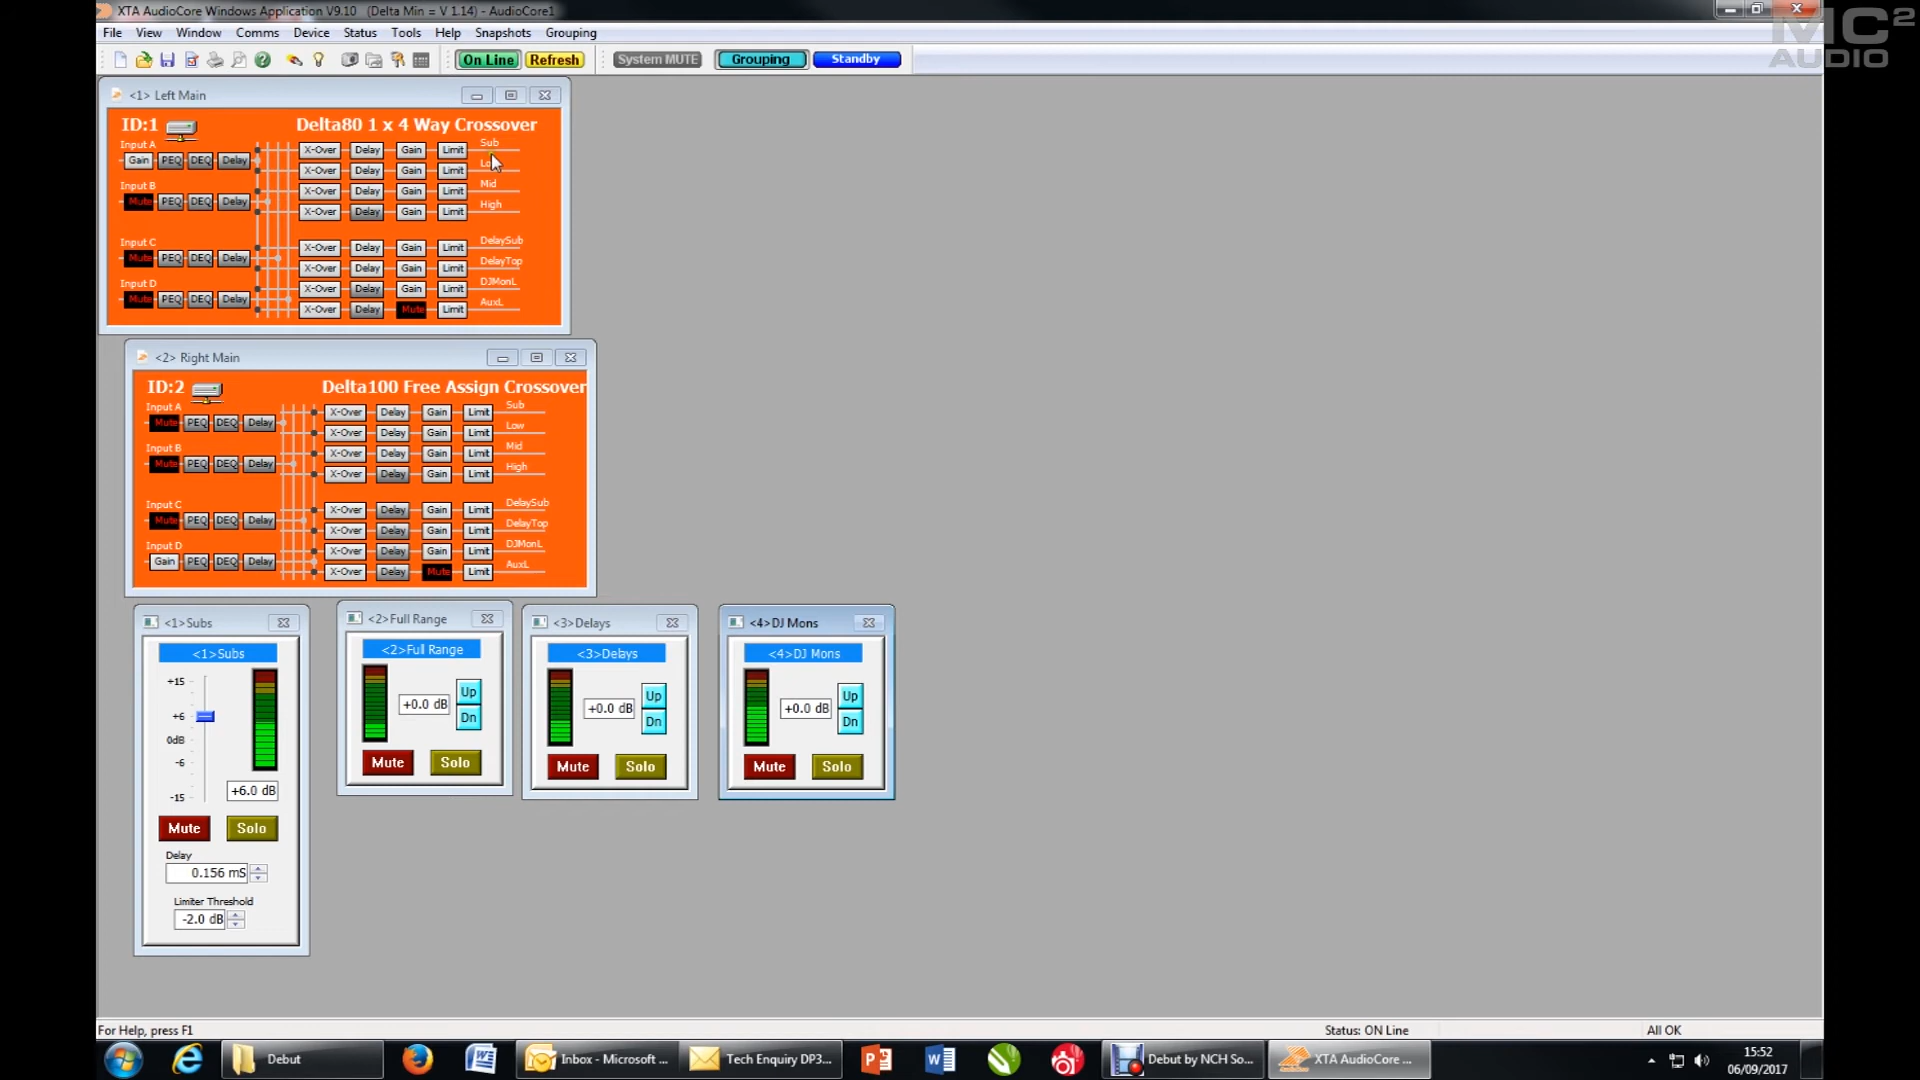 XTA AudioCore Windows Application V9.10 (Delta Min = V 1.14) - AudioCore1
MC²
AUDIO
File View Window Comms Device Status Tools Help Snapshots Grouping
On Line Refresh System MUTE Grouping Standby
<1> Left Main
ID:1 Delta80 1 x 4 Way Crossover
Input A
Gain PEQ DEQ Delay
Input B
Mute PEQ DEQ Delay
Input C
Mute PEQ DEQ Delay
Input D
Mute PEQ DEQ Delay
X-Over Delay Gain Limit Sub
X-Over Delay Gain Limit
X-Over Delay Gain Limit Mid
X-Over Delay Gain Limit High
X-Over Delay Gain Limit DelaySub
X-Over Delay Gain Limit DelayTop
X-Over Delay Gain Limit DJMonL
X-Over Delay Mute Limit AuxL
<2> Right Main
ID:2 Delta100 Free Assign Crossover
Input A
Mute PEQ DEQ Delay
Input B
Mute PEQ DEQ Delay
Input C
Mute PEQ DEQ Delay
Input D
Gain PEQ DEQ Delay
X-Over Delay Gain Limit Sub
X-Over Delay Gain Limit Low
X-Over Delay Gain Limit Mid
X-Over Delay Gain Limit High
X-Over Delay Gain Limit DelaySub
X-Over Delay Gain Limit DelayTop
X-Over Delay Gain Limit DJMonL
X-Over Delay Mute Limit AuxL
<1>Subs
<1>Subs
+15
+6
0dB
-6
-15
+6.0 dB
Mute Solo
Delay
0.156 mS
Limiter Threshold
-2.0 dB
<2>Full Range
<2>Full Range
Up
+0.0 dB
Dn
Mute Solo
<3>Delays
<3>Delays
Up
+0.0 dB
Dn
Mute Solo
<4>DJ Mons
<4>DJ Mons
Up
+0.0 dB
Dn
Mute Solo
For Help, press F1 Status: ON Line All OK
Debut Inbox - Microsoft ... Tech Enquiry DP3... Debut by NCH So... XTA AudioCore ...
15:52
06/09/2017